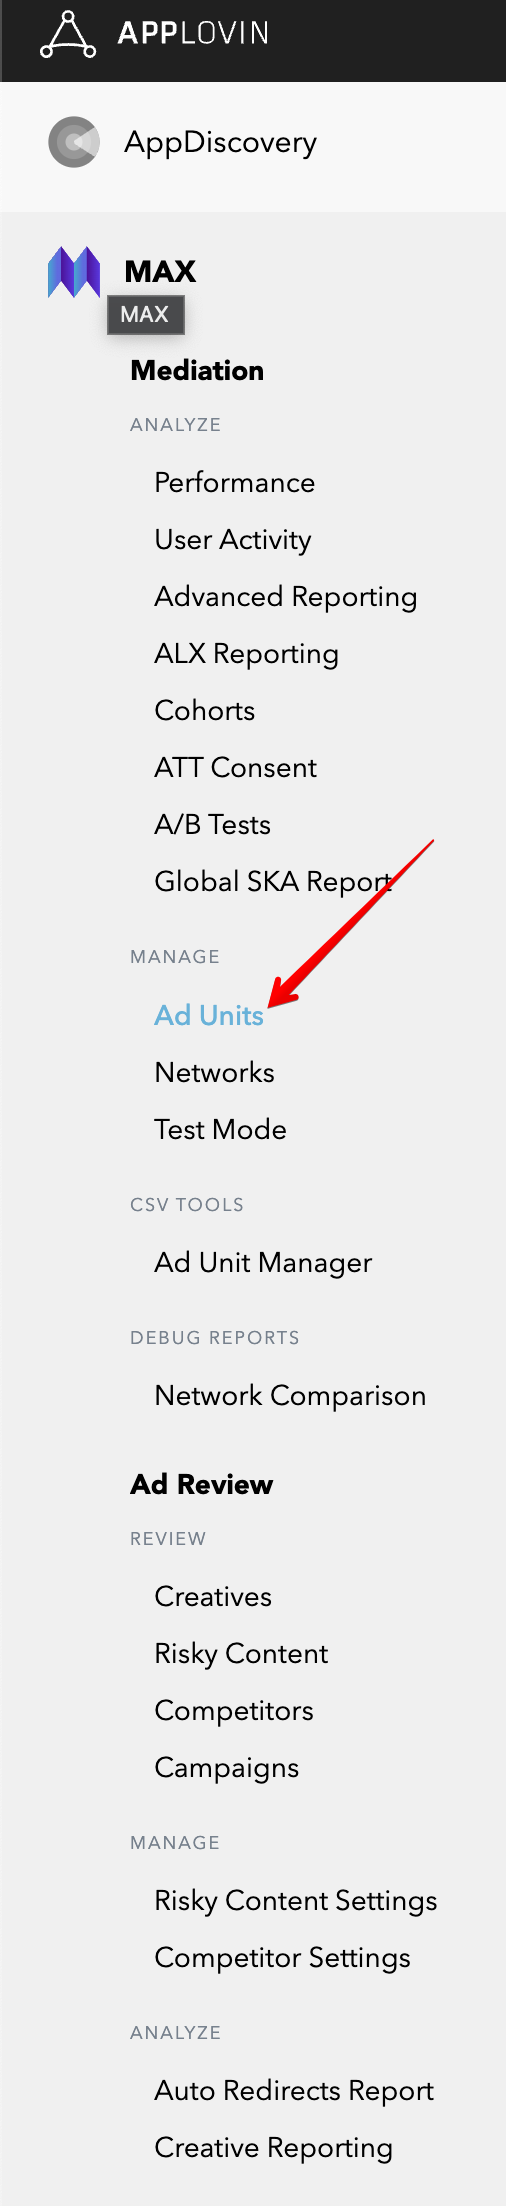 APPLOVIN
AppDiscovery
MAX
MAX
Mediation
ANALYZE
Performance
User Activity
Advanced Reporting
ALX Reporting
Cohorts
ATT Consent
A/B Tests
Global SKA Report
MANAGE
Ad Units
Networks
Test Mode
CSV TOOLS
Ad Unit Manager
DEBUG REPORTS
Network Comparison
Ad Review
REVIEW
Creatives
Risky Content
Competitors
Campaigns
MANAGE
Risky Content Settings
Competitor Settings
ANALYZE
Auto Redirects Report
Creative Reporting